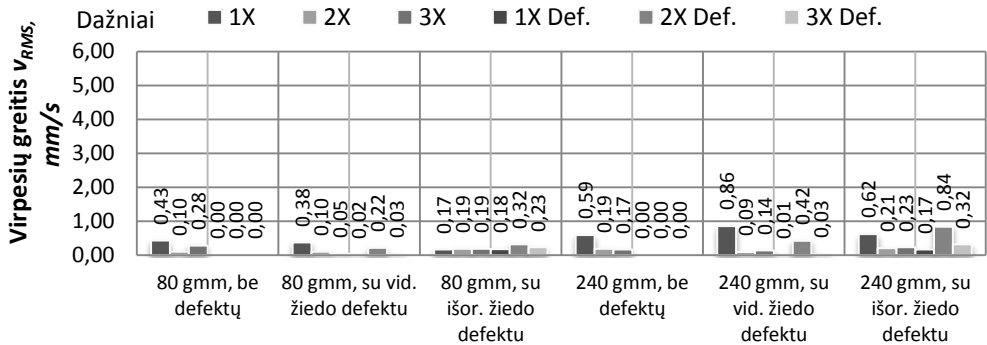 Dažniai 1X 2X 3X 1X Def. 2X Def. 3X Def.
Virpesių greitis vRMS,
mm/s
6,00
5,00
4,00
3,00
2,00
1,00
0,00
0,43 0,10 0,28 0,00 0,00 0,00
0,38 0,10 0,05 0,02 0,22 0,03
0,17 0,19 0,19 0,18 0,32 0,23
0,59 0,19 0,17 0,00 0,00 0,00
0,86 0,09 0,14 0,01 0,42 0,03
0,62 0,21 0,23 0,17 0,84 0,32
80 gmm, be
defektų
80 gmm, su vid.
žiedo defektu
80 gmm, su
išor. žiedo
defektu
240 gmm, be
defektų
240 gmm, su
vid. žiedo
defektu
240 gmm, su
išor. žiedo
defektu